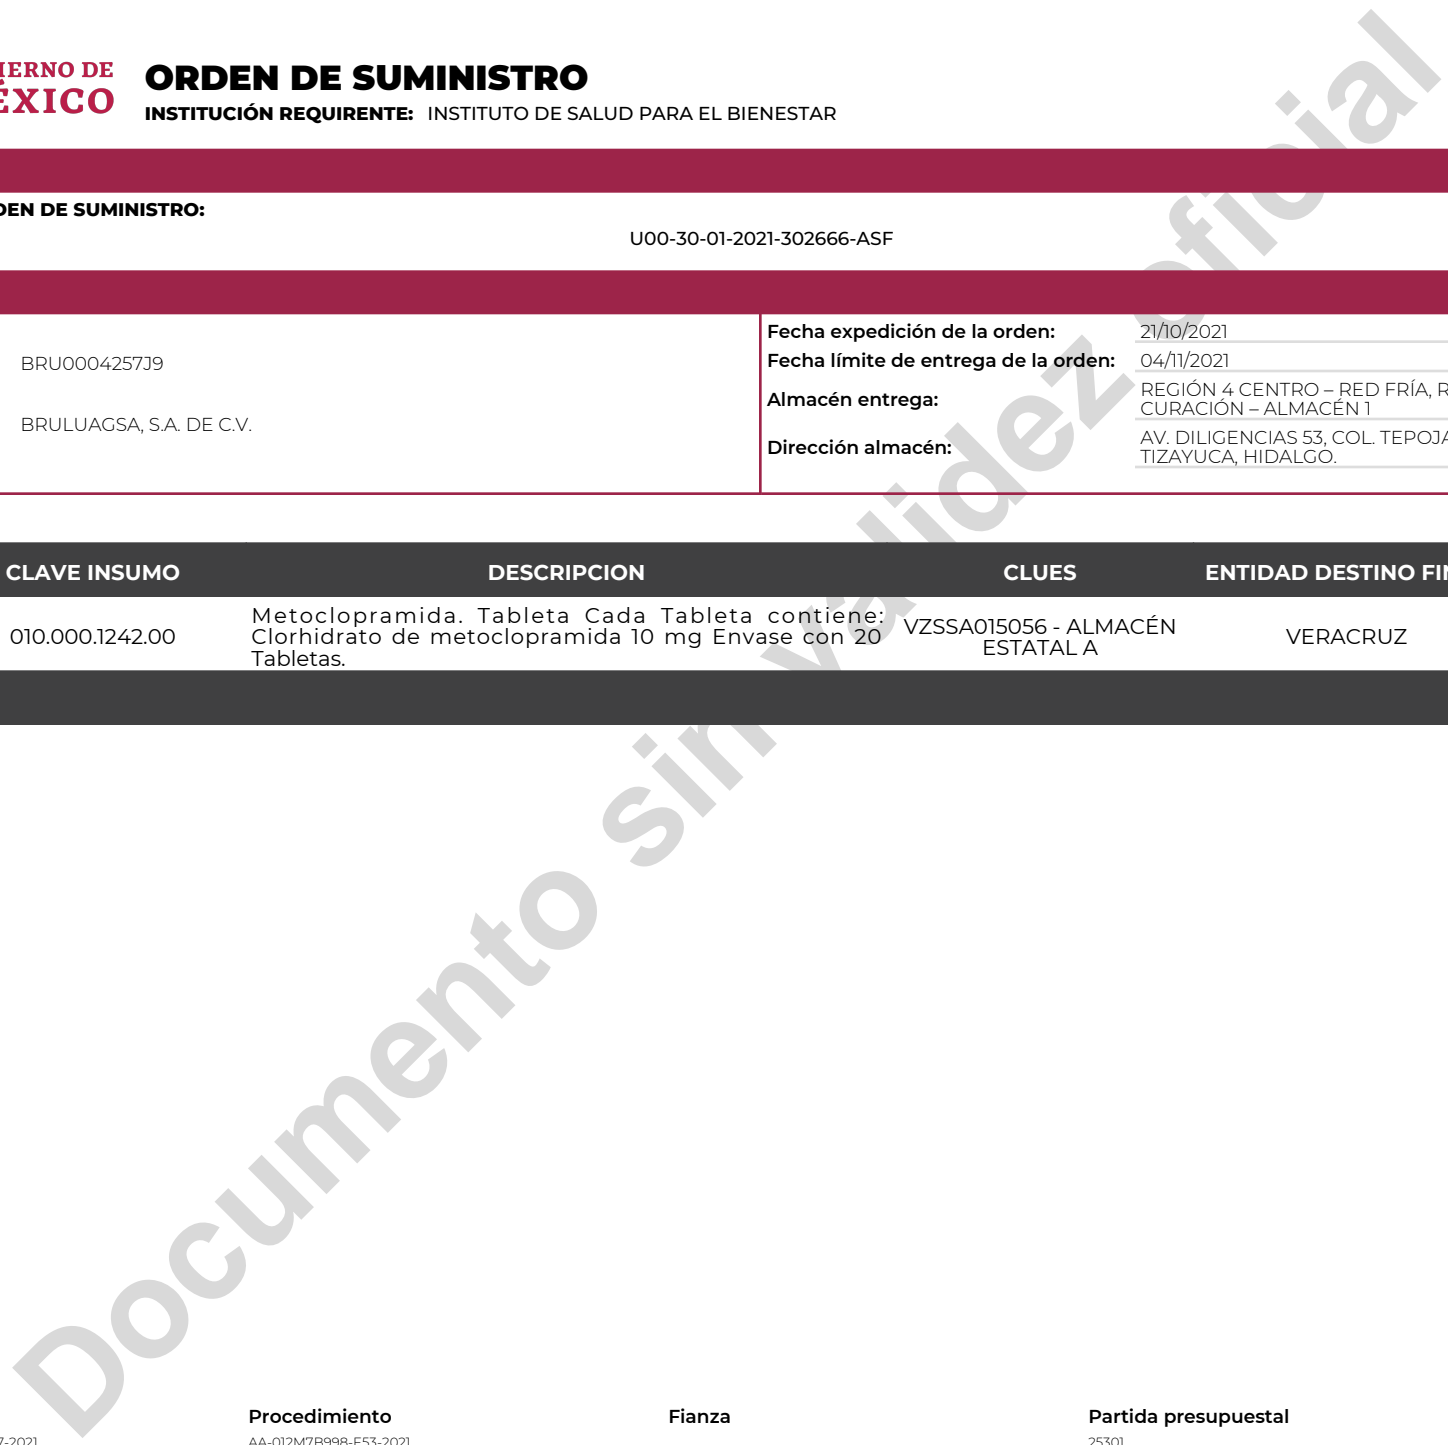 ORDEN DE SUMINISTRO
INSTITUCIÓN REQUIRENTE: INSTITUTO DE SALUD PARA EL BIENESTAR
DE
DE SUMINISTRO:
U00-30-01-2021-302666-ASF
BRU0004257J9
BRULUAGSA, S.A. DE C.V.
Fecha expedición de la orden: 21/10/2021
Fecha límite de entrega de la orden: 04/11/2021
Almacén entrega: REGIÓN 4 CENTRO – RED FRÍA,
CURACIÓN – ALMACÉN 1
Dirección almacén: AV. DILIGENCIAS 53, COL.
TIZAYUCA, HIDALGO.
CLAVE INSUMO DESCRIPCION CLUES ENTIDAD DESTINO
010.000.1242.00
Metoclopramida. Tableta Cada Tableta contiene:
Clorhidrato de metoclopramida 10 mg Envase con 20
Tabletas.
VZSSA015056 - ALMACÉN
ESTATAL A
VERACRUZ
Documento sin validez oficial
Procedimiento Fianza Partida presupuestal
AA-012M7B998-E53-2021 25301